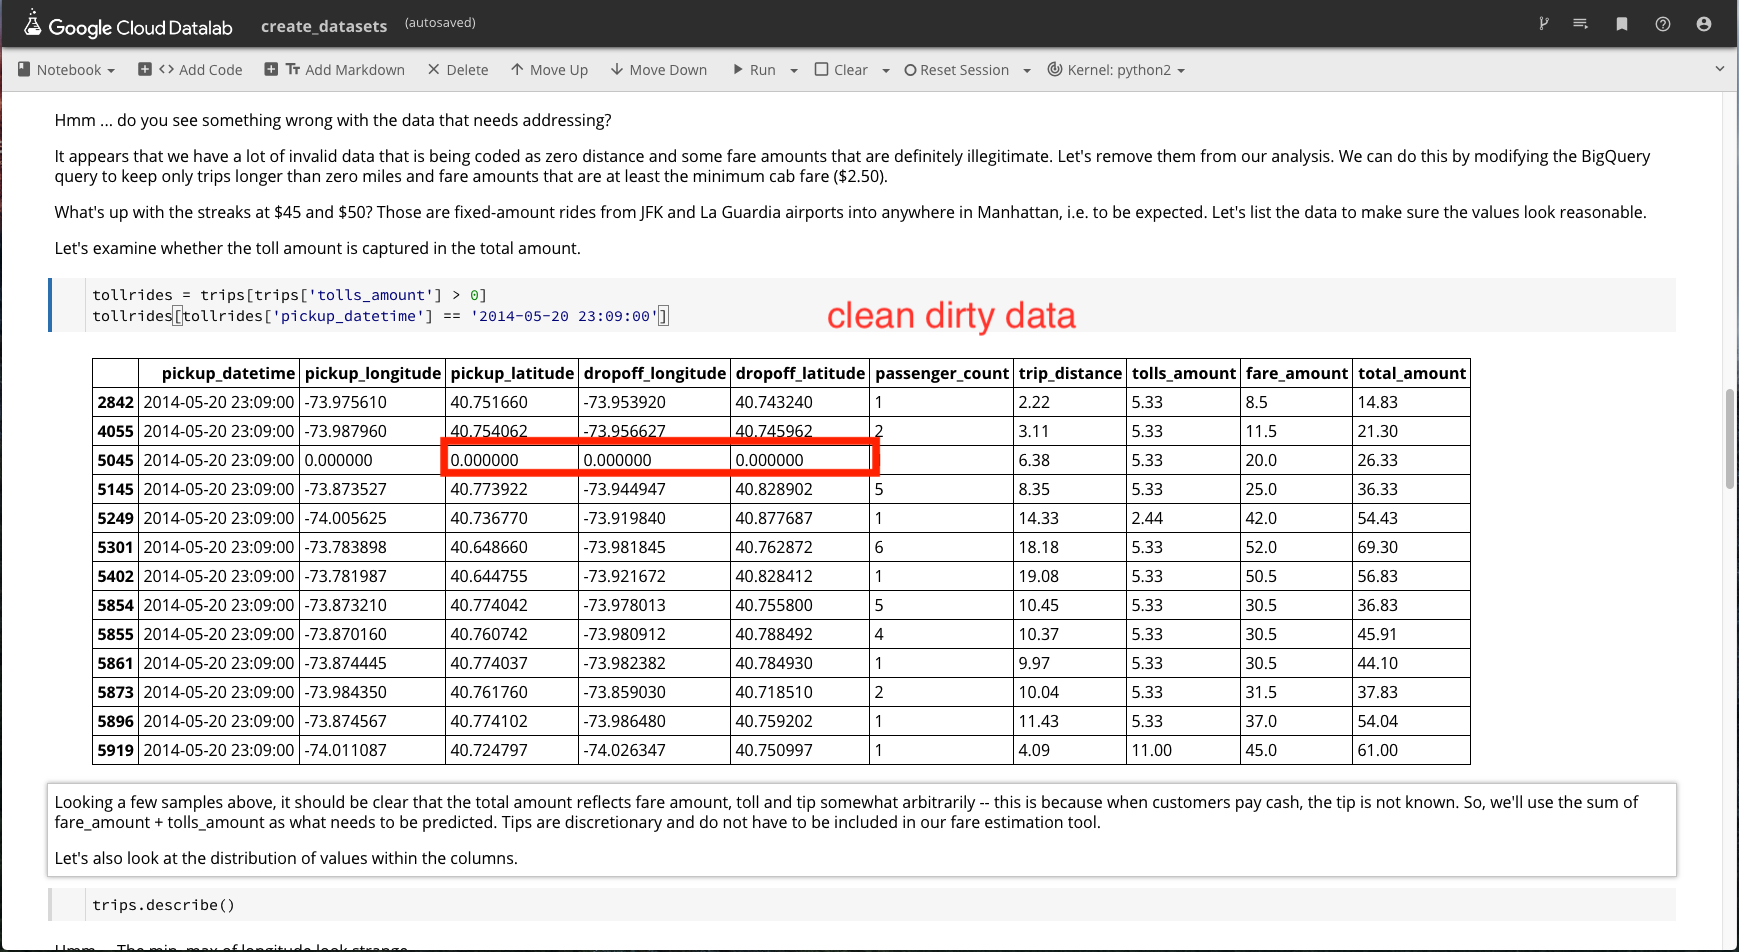 Google Cloud Datalab create_datasets (autosaved)
Notebook <> Add Code Tr Add Markdown Delete Move Up Move Down Run Clear Reset Session Kernel: python2
Hmm ... do you see something wrong with the data that needs addressing?
It appears that we have a lot of invalid data that is being coded as zero distance and some fare amounts that are definitely illegitimate. Let's remove them from our analysis. We can do this by modifying the BigQuery
query to keep only trips longer than zero miles and fare amounts that are at least the minimum cab fare ($2.50).
What's up with the streaks at $45 and $50? Those are fixed-amount rides from JFK and La Guardia airports into anywhere in Manhattan, i.e. to be expected. Let's list the data to make sure the values look reasonable.
Let's examine whether the toll amount is captured in the total amount.
tollrides = trips[trips['tolls_amount'] > 0]
tollrides[tollrides['pickup_datetime'] == '2014-05-20 23:09:00']
clean dirty data
pickup_datetime pickup_longitude pickup_latitude dropoff_longitude dropoff_latitude passenger_count trip_distance tolls_amount fare_amount total_amount
2842 2014-05-20 23:09:00 -73.975610 40.751660 -73.953920 40.743240 1 2.22 5.33 8.5 14.83
4055 2014-05-20 23:09:00 -73.987960 40.754062 -73.956627 40.745962 2 3.11 5.33 11.5 21.30
5045 2014-05-20 23:09:00 0.000000 0.000000 0.000000 0.000000 6.38 5.33 20.0 26.33
5145 2014-05-20 23:09:00 -73.873527 40.773922 -73.944947 40.828902 5 8.35 5.33 25.0 36.33
5249 2014-05-20 23:09:00 -74.005625 40.736770 -73.919840 40.877687 1 14.33 2.44 42.0 54.43
5301 2014-05-20 23:09:00 -73.783898 40.648660 -73.981845 40.762872 6 18.18 5.33 52.0 69.30
5402 2014-05-20 23:09:00 -73.781987 40.644755 -73.921672 40.828412 1 19.08 5.33 50.5 56.83
5854 2014-05-20 23:09:00 -73.873210 40.774042 -73.978013 40.755800 5 10.45 5.33 30.5 36.83
5855 2014-05-20 23:09:00 -73.870160 40.760742 -73.980912 40.788492 4 10.37 5.33 30.5 45.91
5861 2014-05-20 23:09:00 -73.874445 40.774037 -73.982382 40.784930 1 9.97 5.33 30.5 44.10
5873 2014-05-20 23:09:00 -73.984350 40.761760 -73.859030 40.718510 2 10.04 5.33 31.5 37.83
5896 2014-05-20 23:09:00 -73.874567 40.774102 -73.986480 40.759202 1 11.43 5.33 37.0 54.04
5919 2014-05-20 23:09:00 -74.011087 40.724797 -74.026347 40.750997 1 4.09 11.00 45.0 61.00
Looking a few samples above, it should be clear that the total amount reflects fare amount, toll and tip somewhat arbitrarily -- this is because when customers pay cash, the tip is not known. So, we'll use the sum of
fare_amount + tolls_amount as what needs to be predicted. Tips are discretionary and do not have to be included in our fare estimation tool.
Let's also look at the distribution of values within the columns.
trips.describe()
Hmm ... The min, max of longitude look strange.